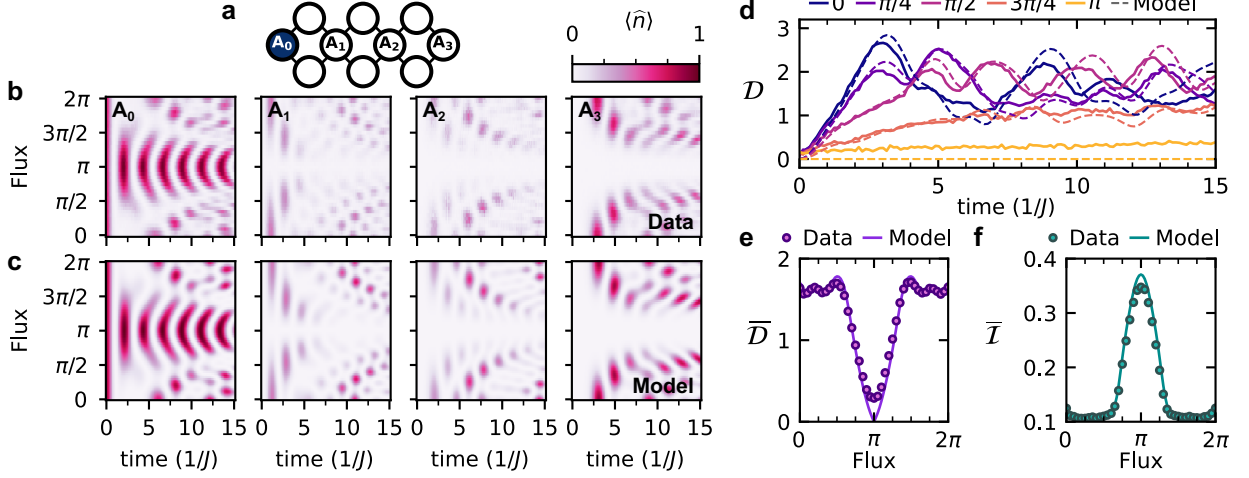 a
A₀ A₁ A₂ A₃
⟨n̂⟩
0 1
b
A₀ A₁ A₂ A₃
2π
3π/2
π
π/2
0
Flux
Data
c
2π
3π/2
π
π/2
0
Flux
Model
0 5 10 15 0 5 10 15 0 5 10 15 0 5 10 15
time (1/J) time (1/J) time (1/J) time (1/J)
d
0 π/4 π/2 3π/4 π Model
3
2
1
0
𝒟
0 5 10 15
time (1/J)
e
Data Model
2
1
0
𝒟̅
0 π 2π
Flux
f
Data Model
0.4
0.3
0.2
0.1
ℐ̅
0 π 2π
Flux